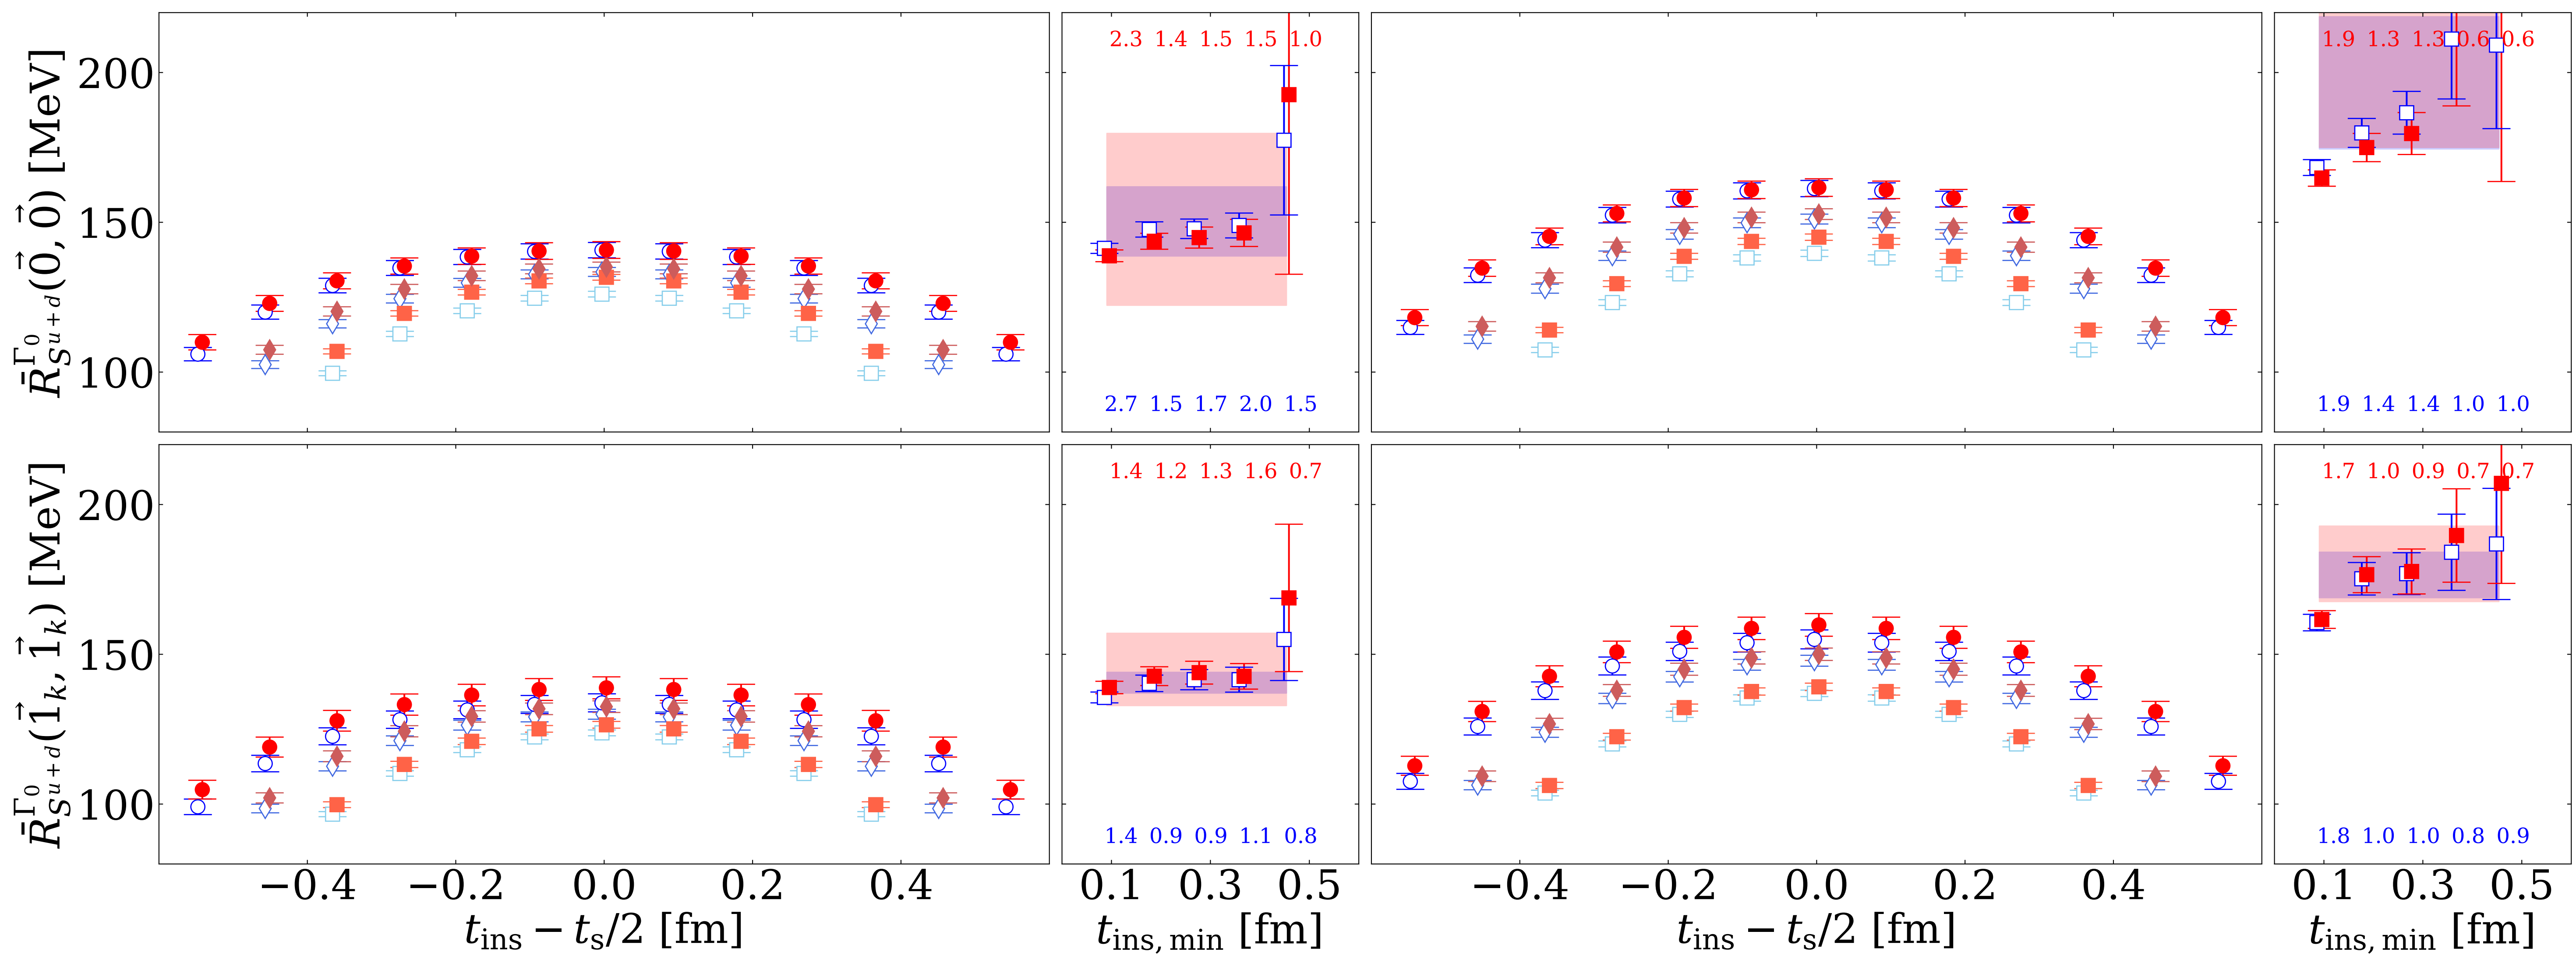 R̄^{Γ₀}_{S^{u+d}}(0⃗, 0⃗) [MeV]
200
150
100
2.3 1.4 1.5 1.5 1.0
2.7 1.5 1.7 2.0 1.5
1.9 1.3 1.3 0.6 0.6
1.9 1.4 1.4 1.0 1.0
R̄^{Γ₀}_{S^{u+d}}(1⃗_k, 1⃗_k) [MeV]
200
150
100
1.4 1.2 1.3 1.6 0.7
1.4 0.9 0.9 1.1 0.8
1.7 1.0 0.9 0.7 0.7
1.8 1.0 1.0 0.8 0.9
−0.4 −0.2 0.0 0.2 0.4
0.1 0.3 0.5
−0.4 −0.2 0.0 0.2 0.4
0.1 0.3 0.5
t_ins − t_s/2 [fm]
t_ins, min [fm]
t_ins − t_s/2 [fm]
t_ins, min [fm]